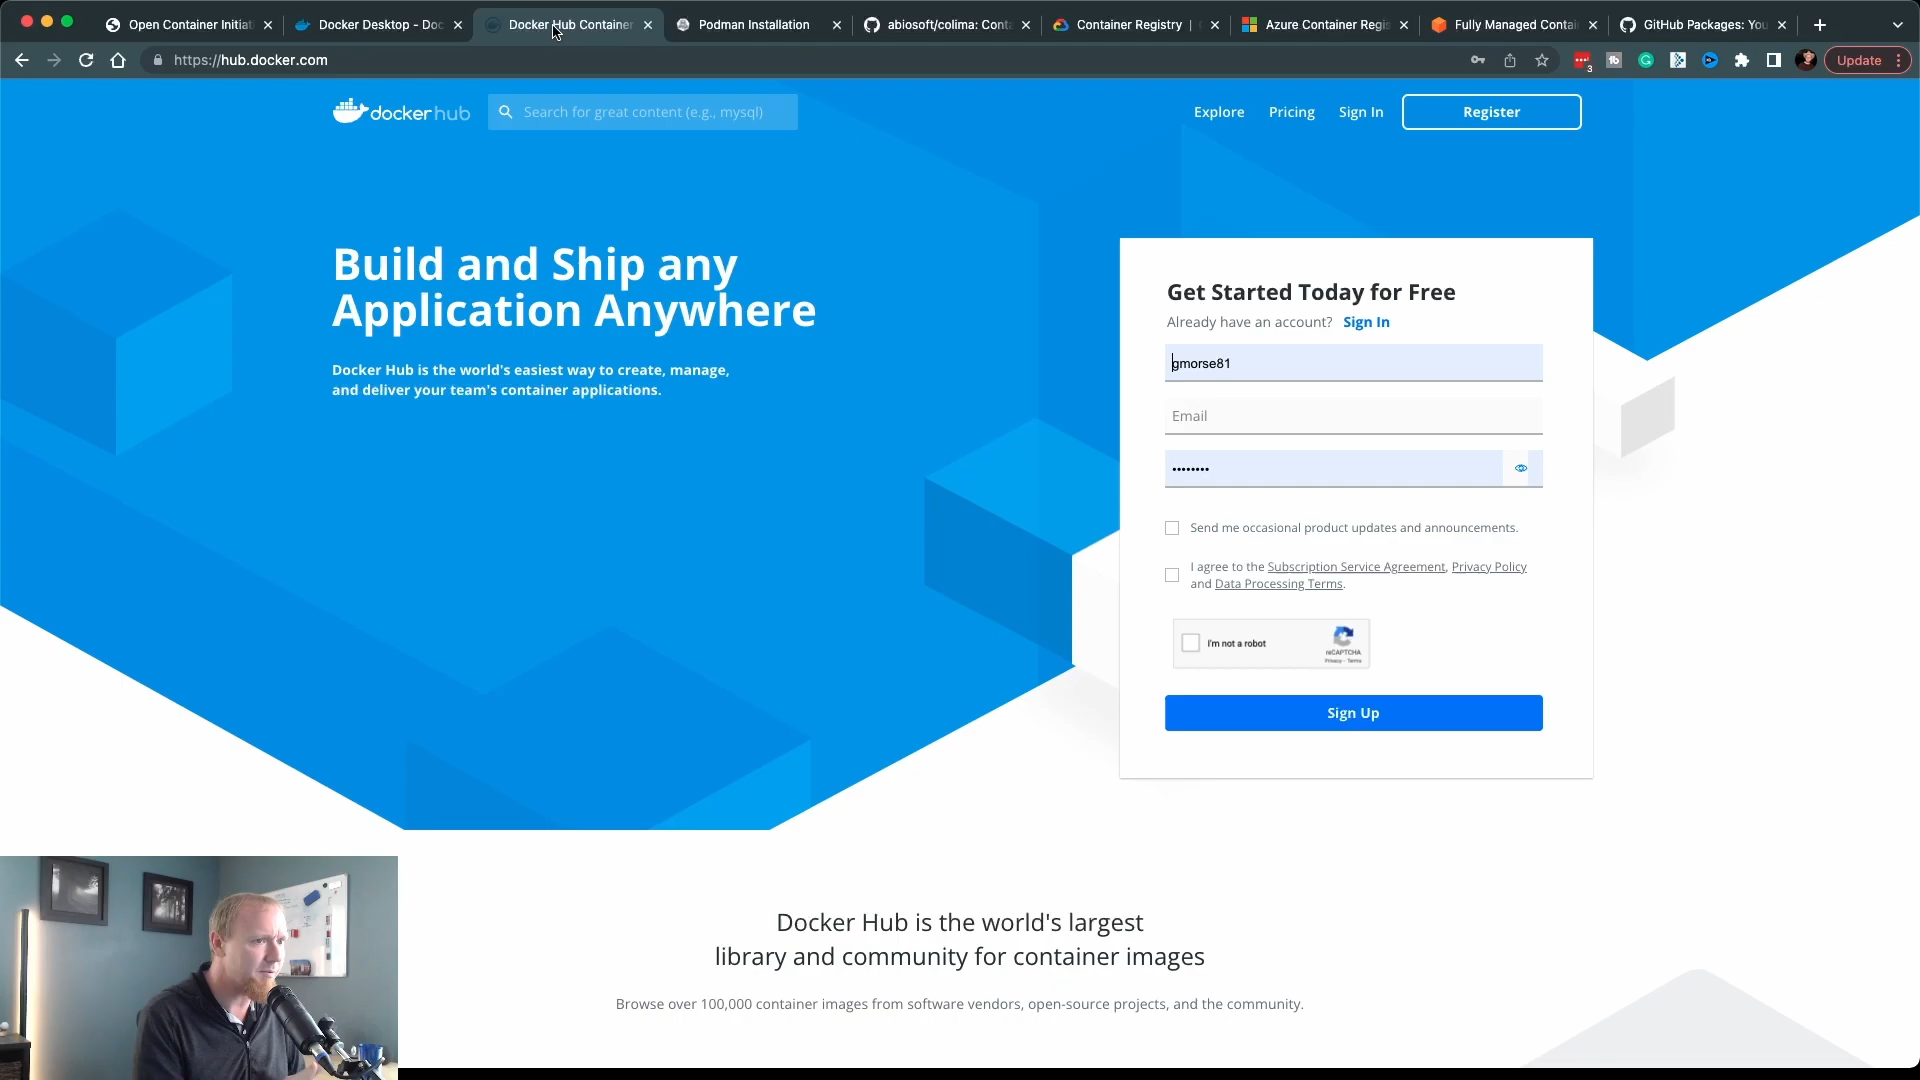 Open Container Initiat
Docker Desktop - Doc
Docker Hub Container
Podman Installation
abiosoft/colima: Conta
Container Registry
Azure Container Regis
Fully Managed Contai
GitHub Packages: You
https://hub.docker.com
3
Update
docker hub
Search for great content (e.g., mysql)
Explore
Pricing
Sign In
Register
Build and Ship any
Application Anywhere
Docker Hub is the world's easiest way to create, manage,
and deliver your team's container applications.
Get Started Today for Free
Already have an account? Sign In
gmorse81
Email
••••••••
Send me occasional product updates and announcements.
I agree to the Subscription Service Agreement, Privacy Policy
and Data Processing Terms.
I'm not a robot
reCAPTCHA
Privacy - Terms
Sign Up
Docker Hub is the world's largest
library and community for container images
Browse over 100,000 container images from software vendors, open-source projects, and the community.